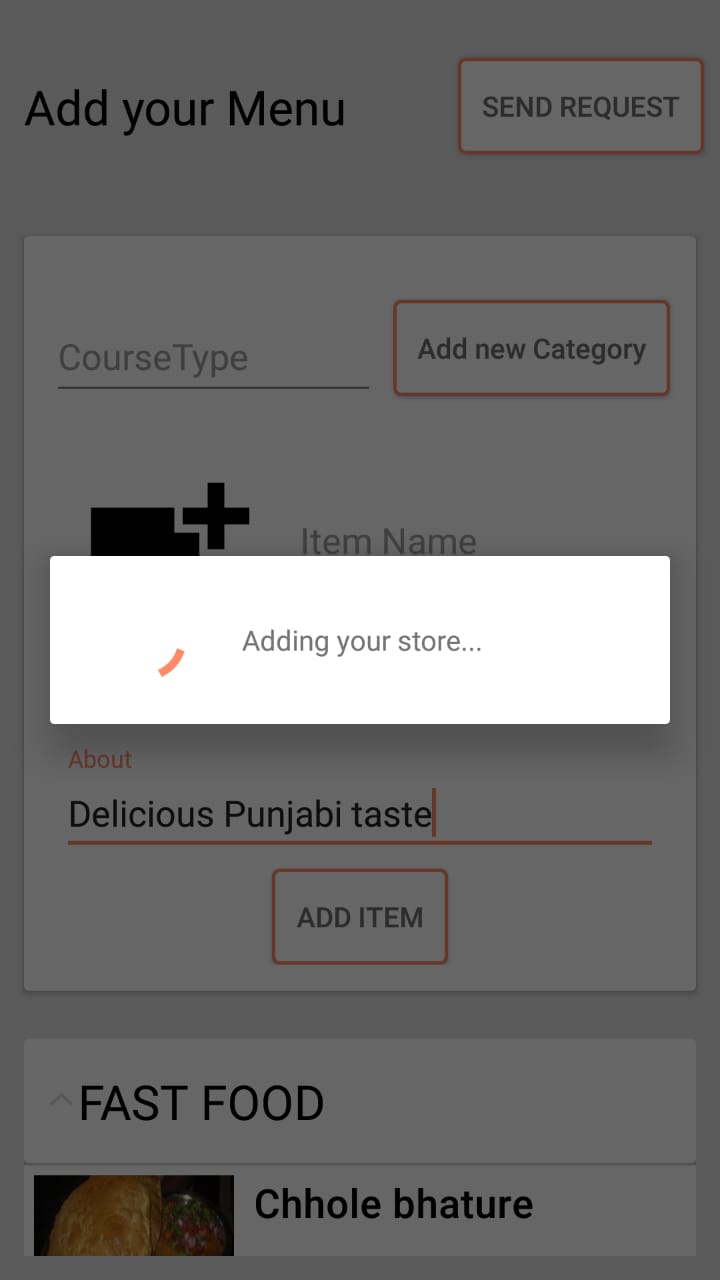 Add your Menu
SEND REQUEST
CourseType
Add new Category
Item Name
Adding your store...
About
Delicious Punjabi taste
ADD ITEM
FAST FOOD
Chhole bhature